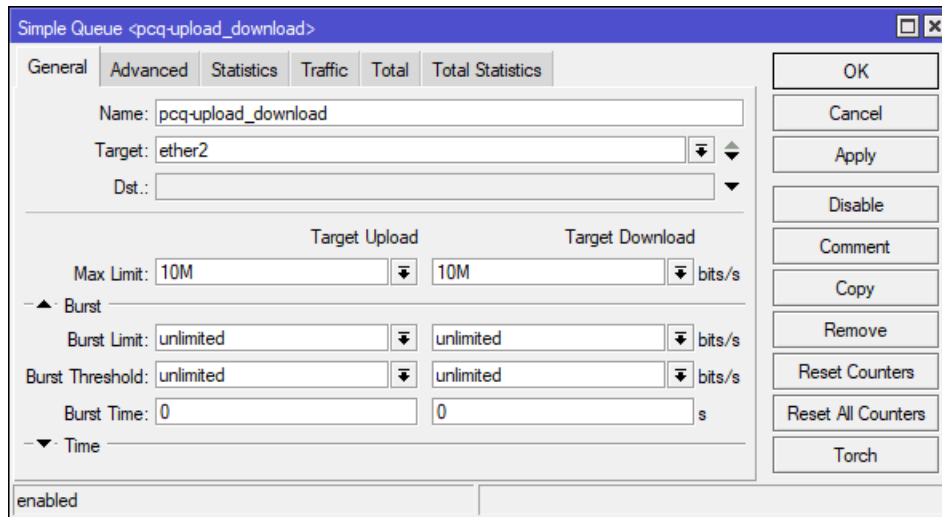 Simple Queue <pcq-upload_download>
General Advanced Statistics Traffic Total Total Statistics
Name: pcq-upload_download
Target: ether2
Dst.:
Target Upload Target Download
Max Limit: 10M 10M bits/s
Burst
Burst Limit: unlimited unlimited bits/s
Burst Threshold: unlimited unlimited bits/s
Burst Time: 0 0 s
Time
enabled
OK
Cancel
Apply
Disable
Comment
Copy
Remove
Reset Counters
Reset All Counters
Torch